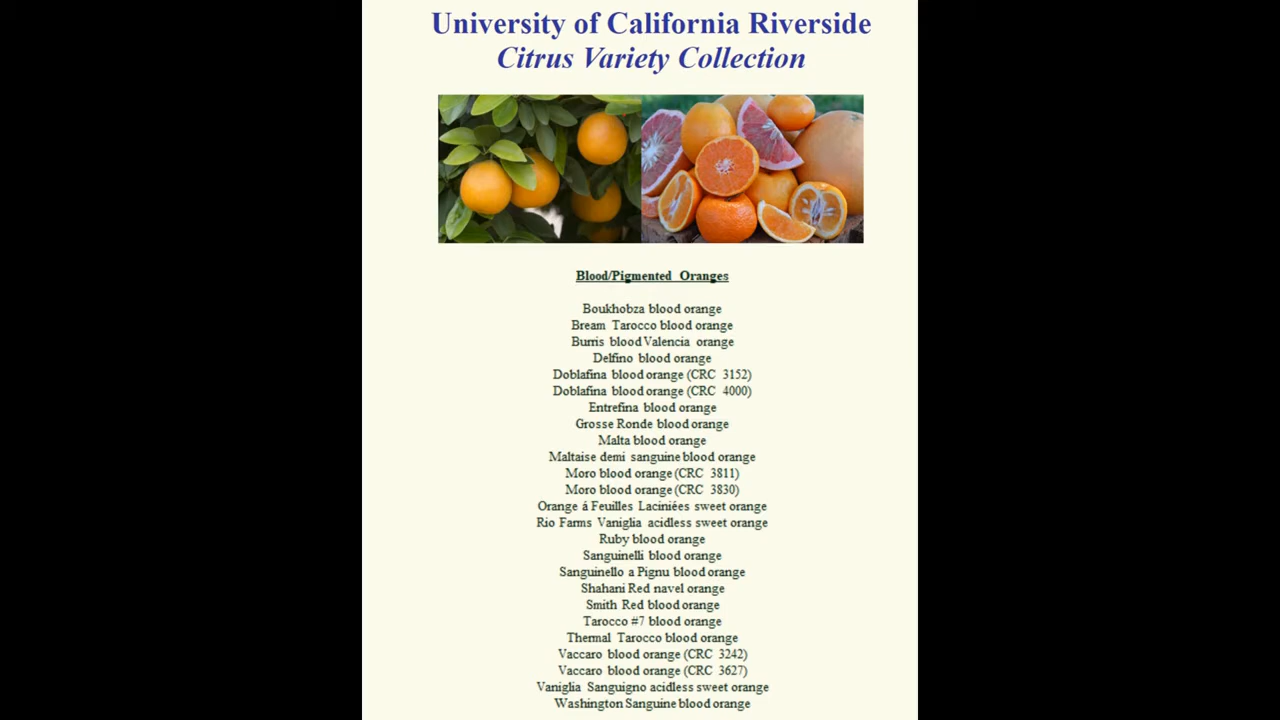 University of California Riverside
Citrus Variety Collection
Blood/Pigmented Oranges
Boukhobza blood orange
Bream Tarocco blood orange
Burris blood Valencia orange
Delfino blood orange
Doblafina blood orange (CRC 3152)
Doblafina blood orange (CRC 4000)
Entrefina blood orange
Grosse Ronde blood orange
Malta blood orange
Maltaise demi sanguine blood orange
Moro blood orange (CRC 3811)
Moro blood orange (CRC 3830)
Orange á Feuilles Laciniées sweet orange
Rio Farms Vaniglia acidless sweet orange
Ruby blood orange
Sanguinelli blood orange
Sanguinello a Pignu blood orange
Shahani Red navel orange
Smith Red blood orange
Tarocco #7 blood orange
Thermal Tarocco blood orange
Vaccaro blood orange (CRC 3242)
Vaccaro blood orange (CRC 3627)
Vaniglia Sanguigno acidless sweet orange
Washington Sanguine blood orange